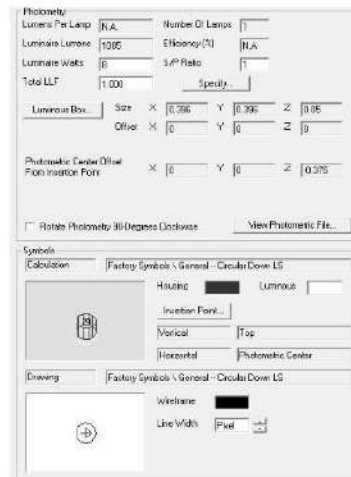 Photometry
Lumens Per Lamp N.A. Number Of Lamps 1
Luminaire Lumens 1085 Efficiency (%) N.A.
Luminaire Watts 8 S/P Ratio 1
Total LLF 1.000 Specify...
Luminous Box... Size X 0.396 Y 0.396 Z 0.05
Offset X 0 Y 0 Z 0
Photometric Center Offset X 0 Y 0 Z -0.375
From Insertion Point
Rotate Photometry 90-Degrees Clockwise View Photometric File...
Symbols
Calculation Factory Symbols \ General - Circular Down LS
Housing Luminous
Insertion Point...
Vertical Top
Horizontal Photometric Center
Drawing Factory Symbols \ General - Circular Down LS
Wireframe
Line Width Pixel